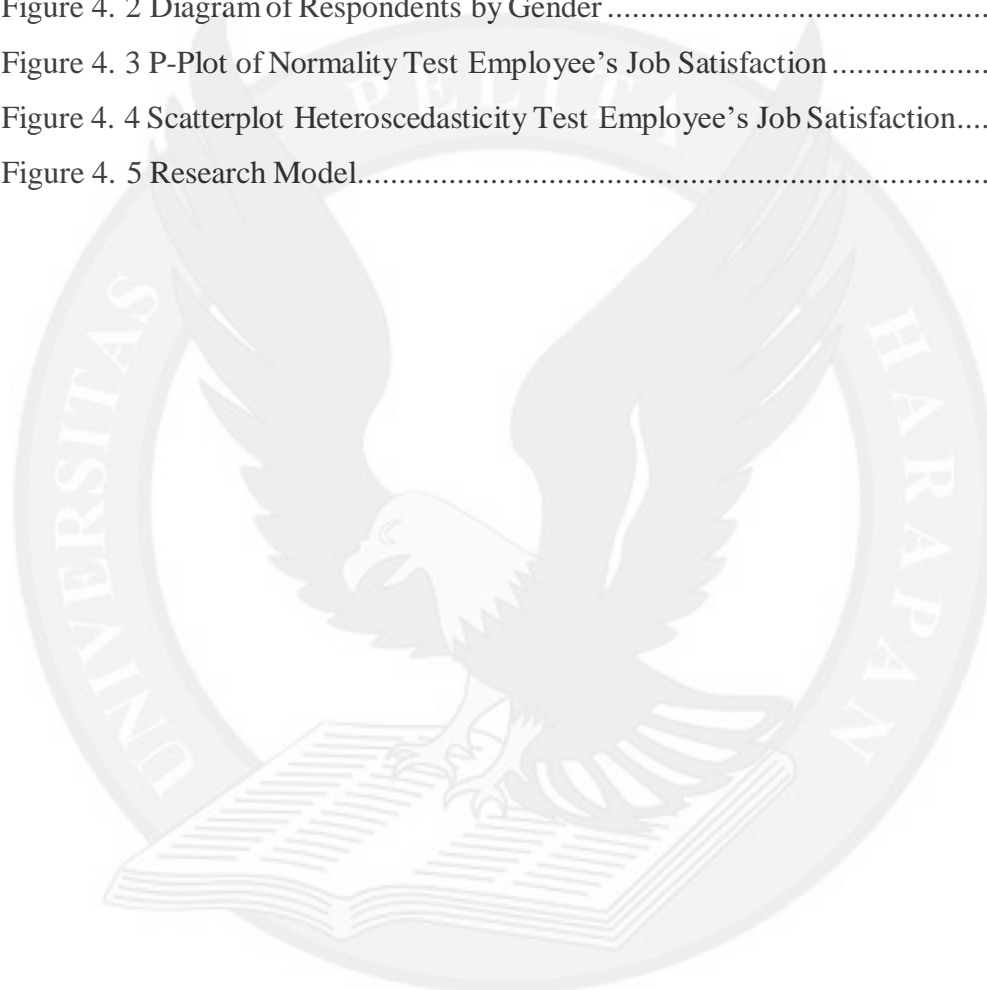 Figure 4. 2 Diagram of Respondents by Gender ................................................
Figure 4. 3 P-Plot of Normality Test Employee’s Job Satisfaction ...................
Figure 4. 4 Scatterplot Heteroscedasticity Test Employee’s Job Satisfaction....
Figure 4. 5 Research Model.............................................................................
UNIVERSITAS PELITA HARAPAN